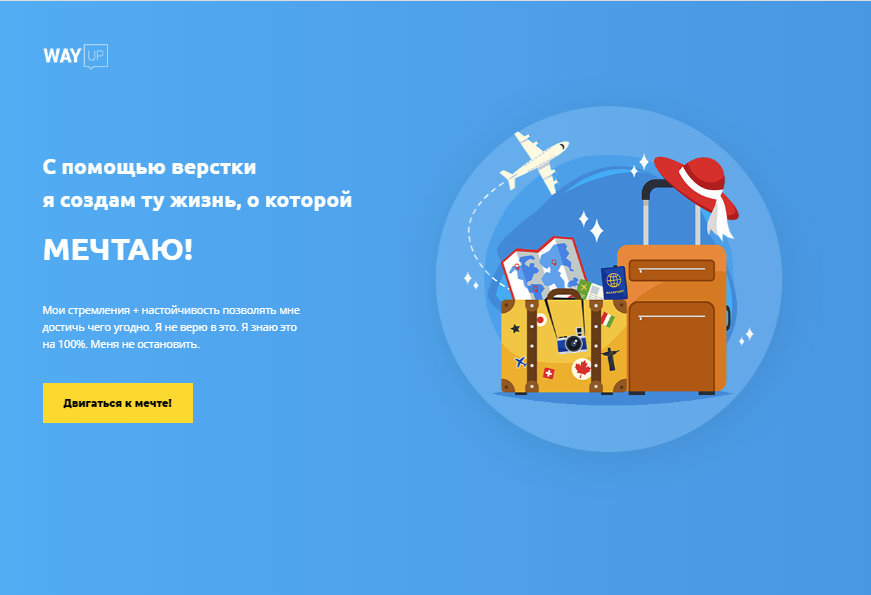 WAY UP
С помощью верстки
я создам ту жизнь, о которой
МЕЧТАЮ!
Мои стремления + настойчивость позволять мне
достичь чего угодно. Я не верю в это. Я знаю это
на 100%. Меня не остановить.
Двигаться к мечте!
PASSPORT